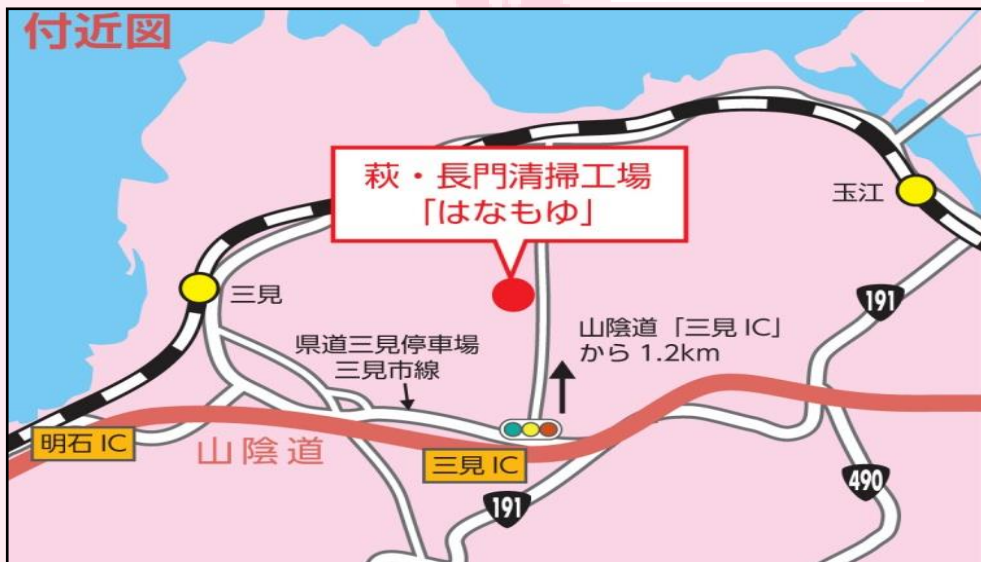 付近図
萩・長門清掃工場
「はなもゆ」
玉江
三見
191
山陰道「三見 IC」
から 1.2km
県道三見停車場
三見市線
明石 IC
山陰道
三見 IC
490
191